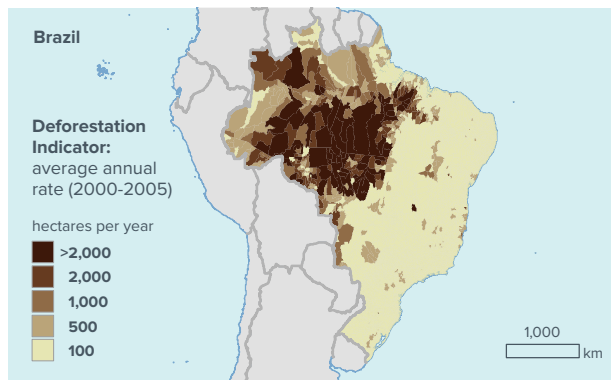 Brazil
Deforestation
Indicator:
average annual
rate (2000-2005)
hectares per year
>2,000
2,000
1,000
500
100
1,000
km